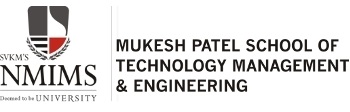 SVKM'S
NMIMS
Deemed to be UNIVERSITY
MUKESH PATEL SCHOOL OF
TECHNOLOGY MANAGEMENT
& ENGINEERING